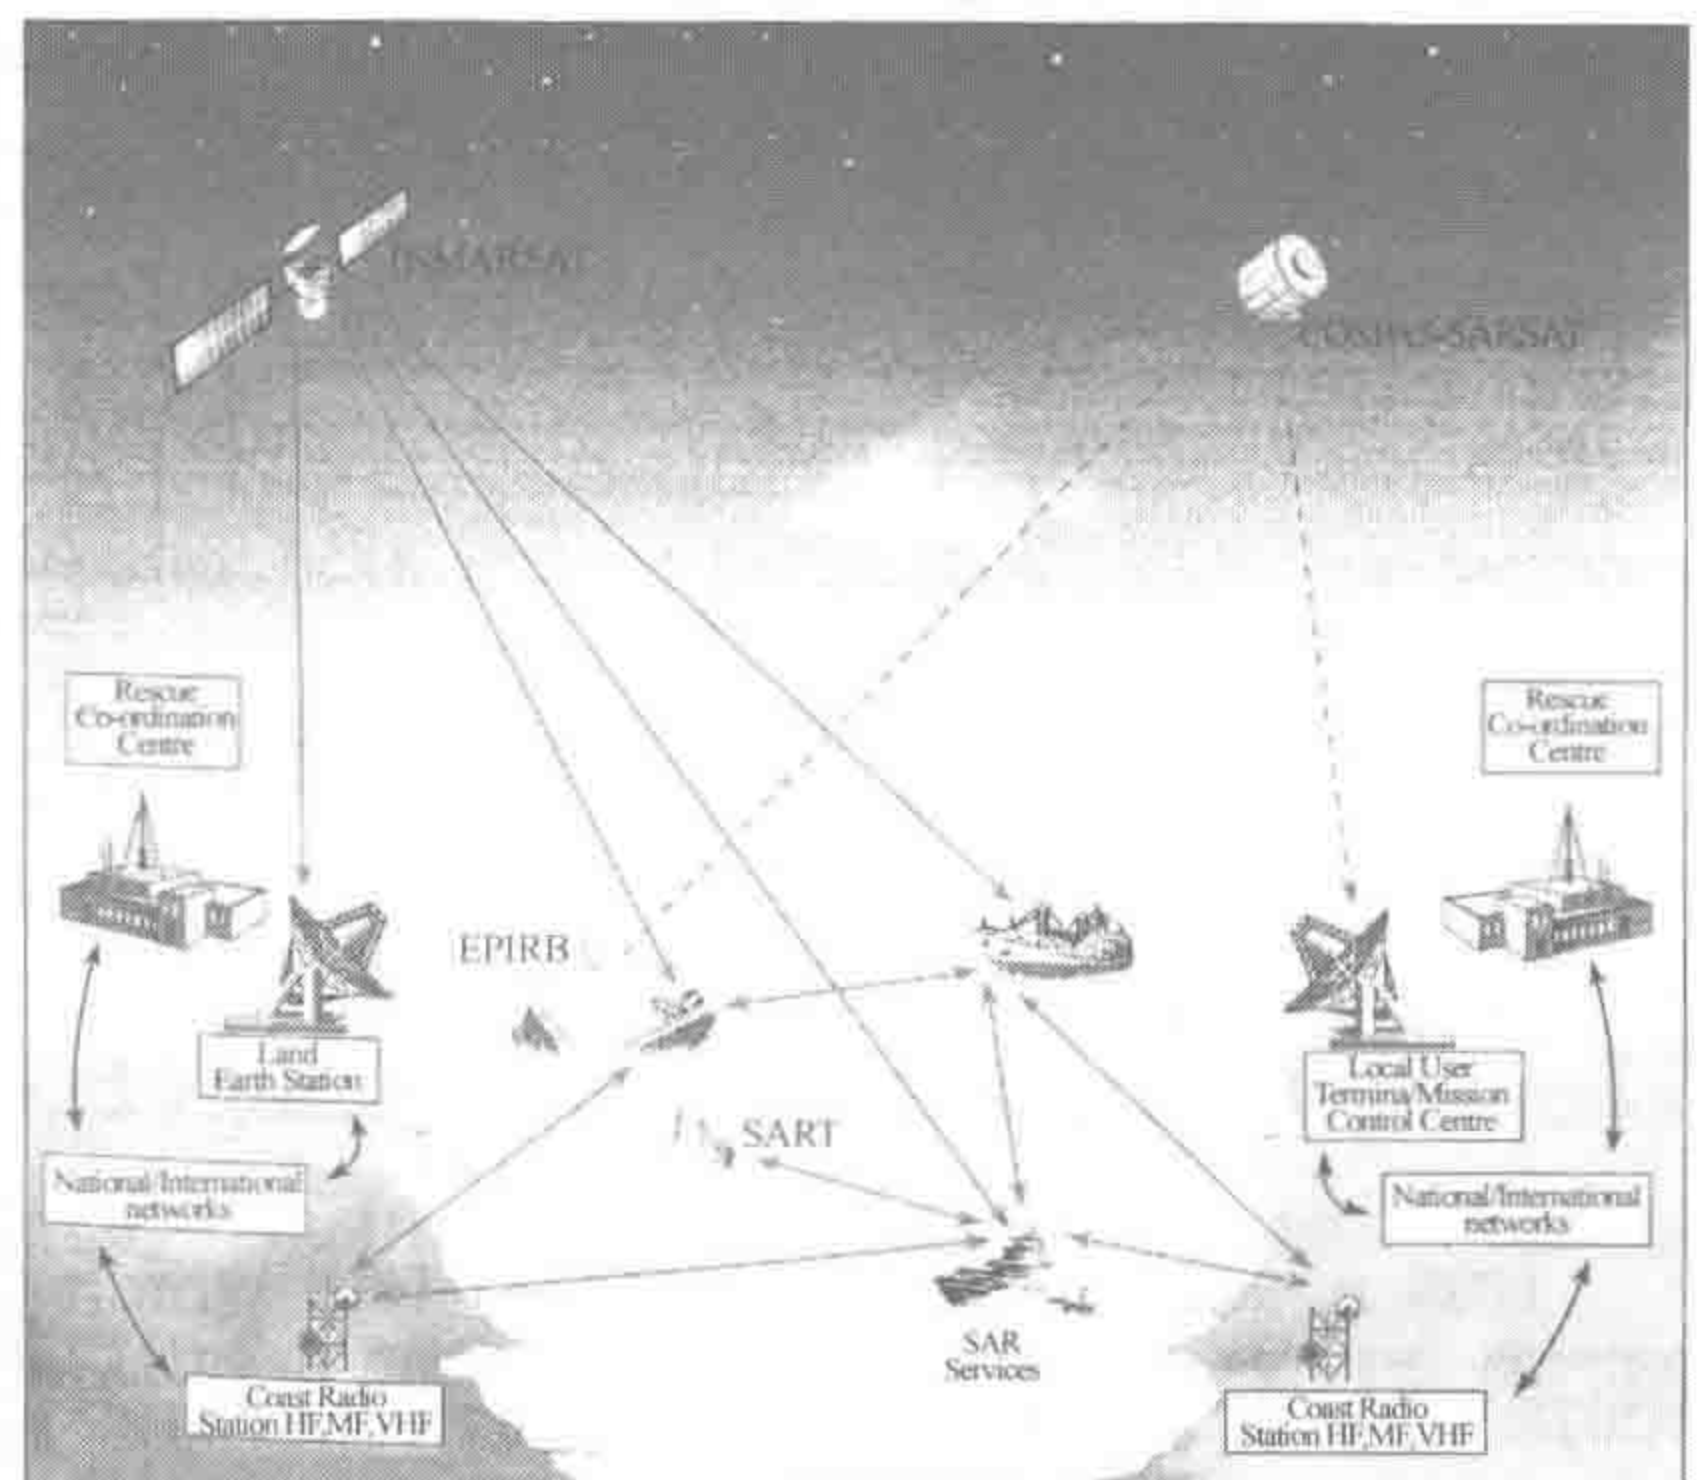 INMARSAT
COSPAS-SARSAT
Rescue
Co-ordination
Centre
Rescue
Co-ordination
Centre
EPIRB
Land
Earth Station
Local User
Termina/Mission
Control Centre
SART
National/International
networks
National/International
networks
SAR
Services
Coast Radio
Station HF,MF,VHF
Coast Radio
Station HF,MF,VHF